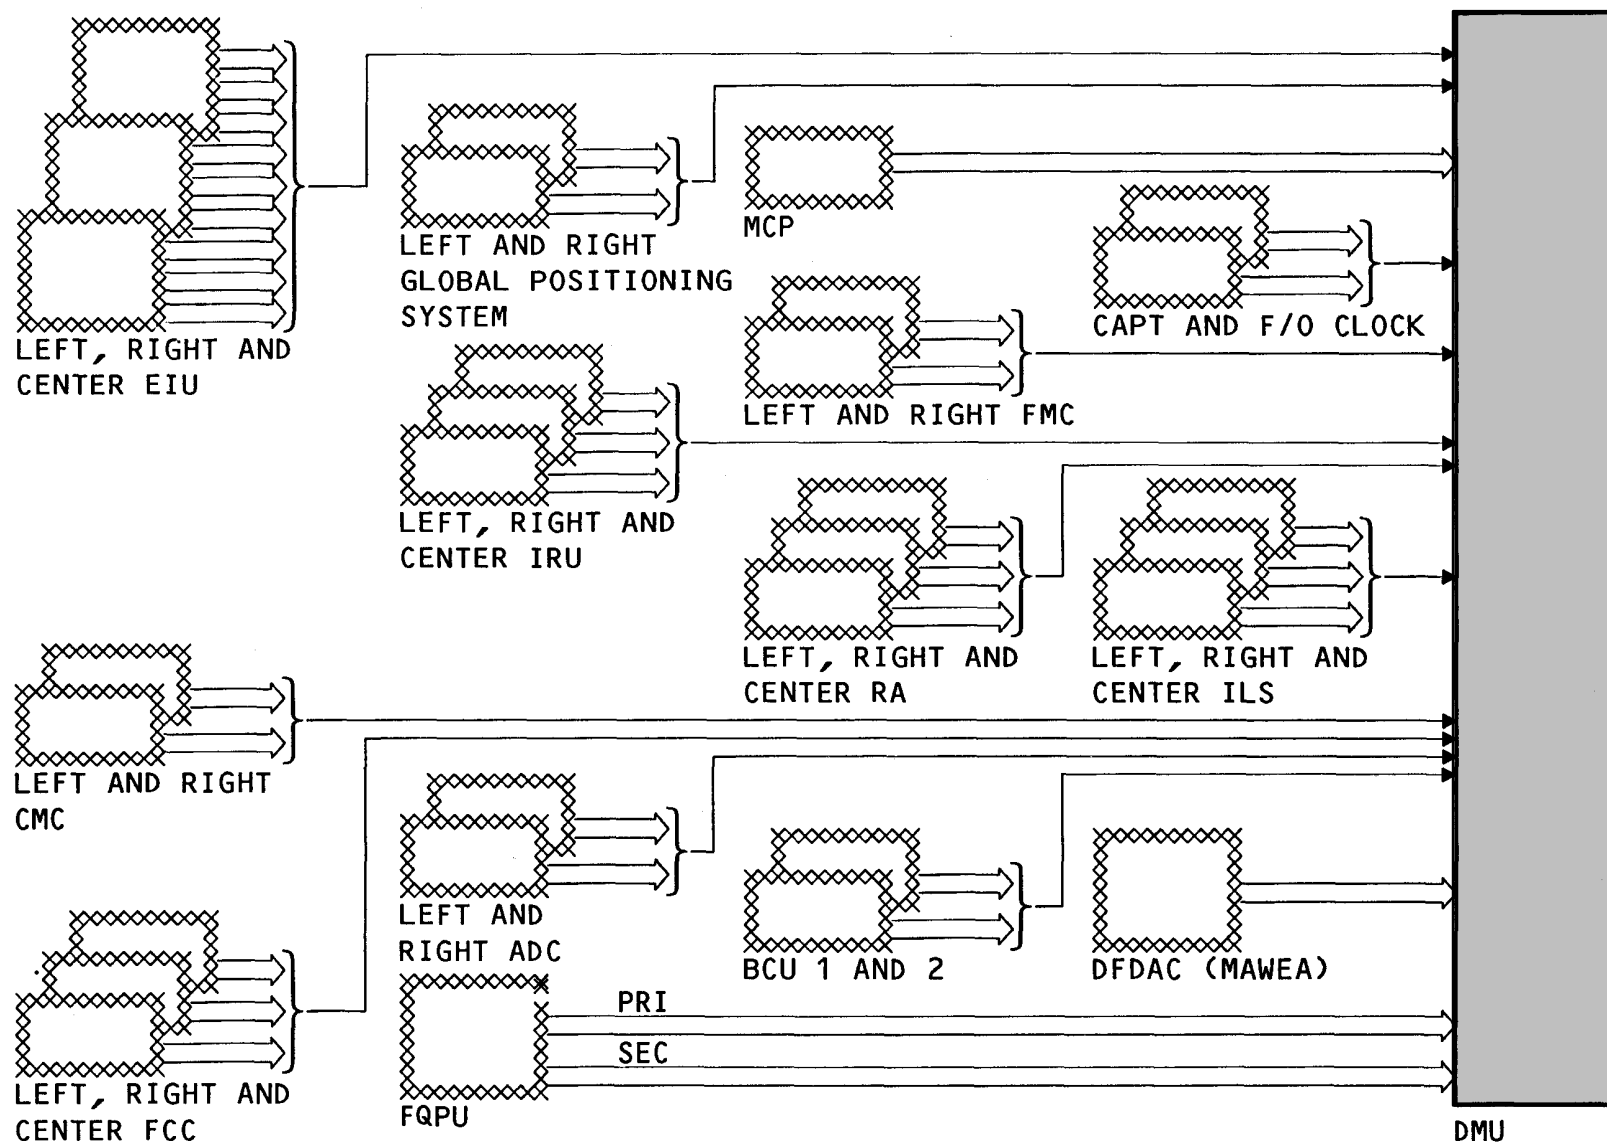 MCP
LEFT AND RIGHT
GLOBAL POSITIONING
SYSTEM
CAPT AND F/O CLOCK
LEFT, RIGHT AND
CENTER EIU
LEFT AND RIGHT FMC
LEFT, RIGHT AND
CENTER IRU
LEFT, RIGHT AND
CENTER RA
LEFT, RIGHT AND
CENTER ILS
LEFT AND RIGHT
CMC
LEFT AND
RIGHT ADC
BCU 1 AND 2
DFDAC (MAWEA)
PRI
SEC
LEFT, RIGHT AND
CENTER FCC
FQPU
DMU